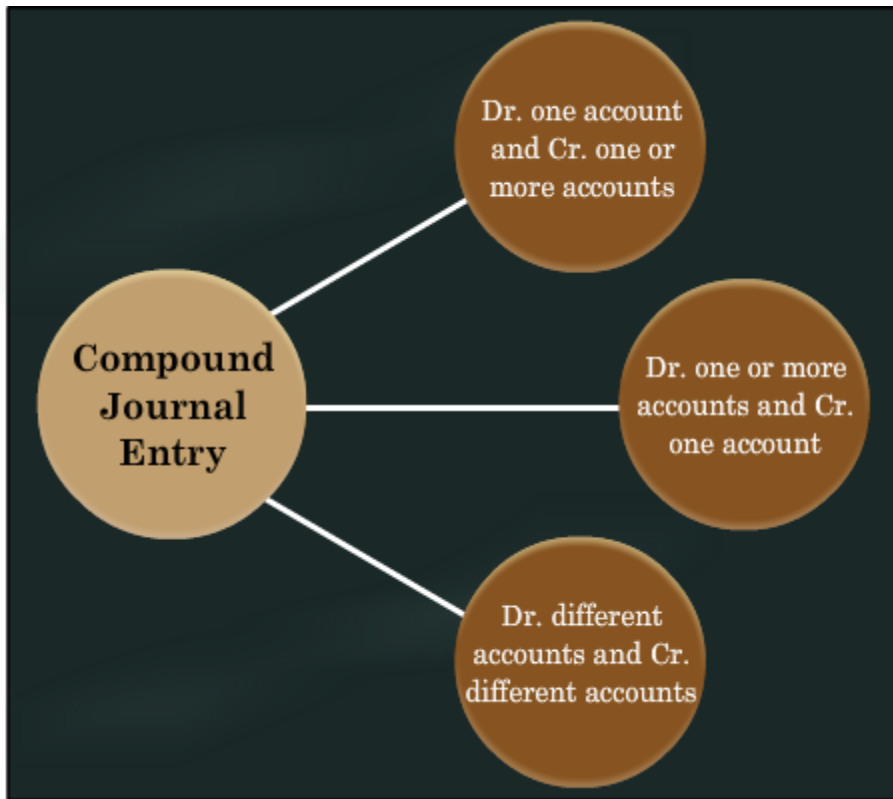 Compound
Journal
Entry
Dr. one account
and Cr. one or
more accounts
Dr. one or more
accounts and Cr.
one account
Dr. different
accounts and Cr.
different accounts